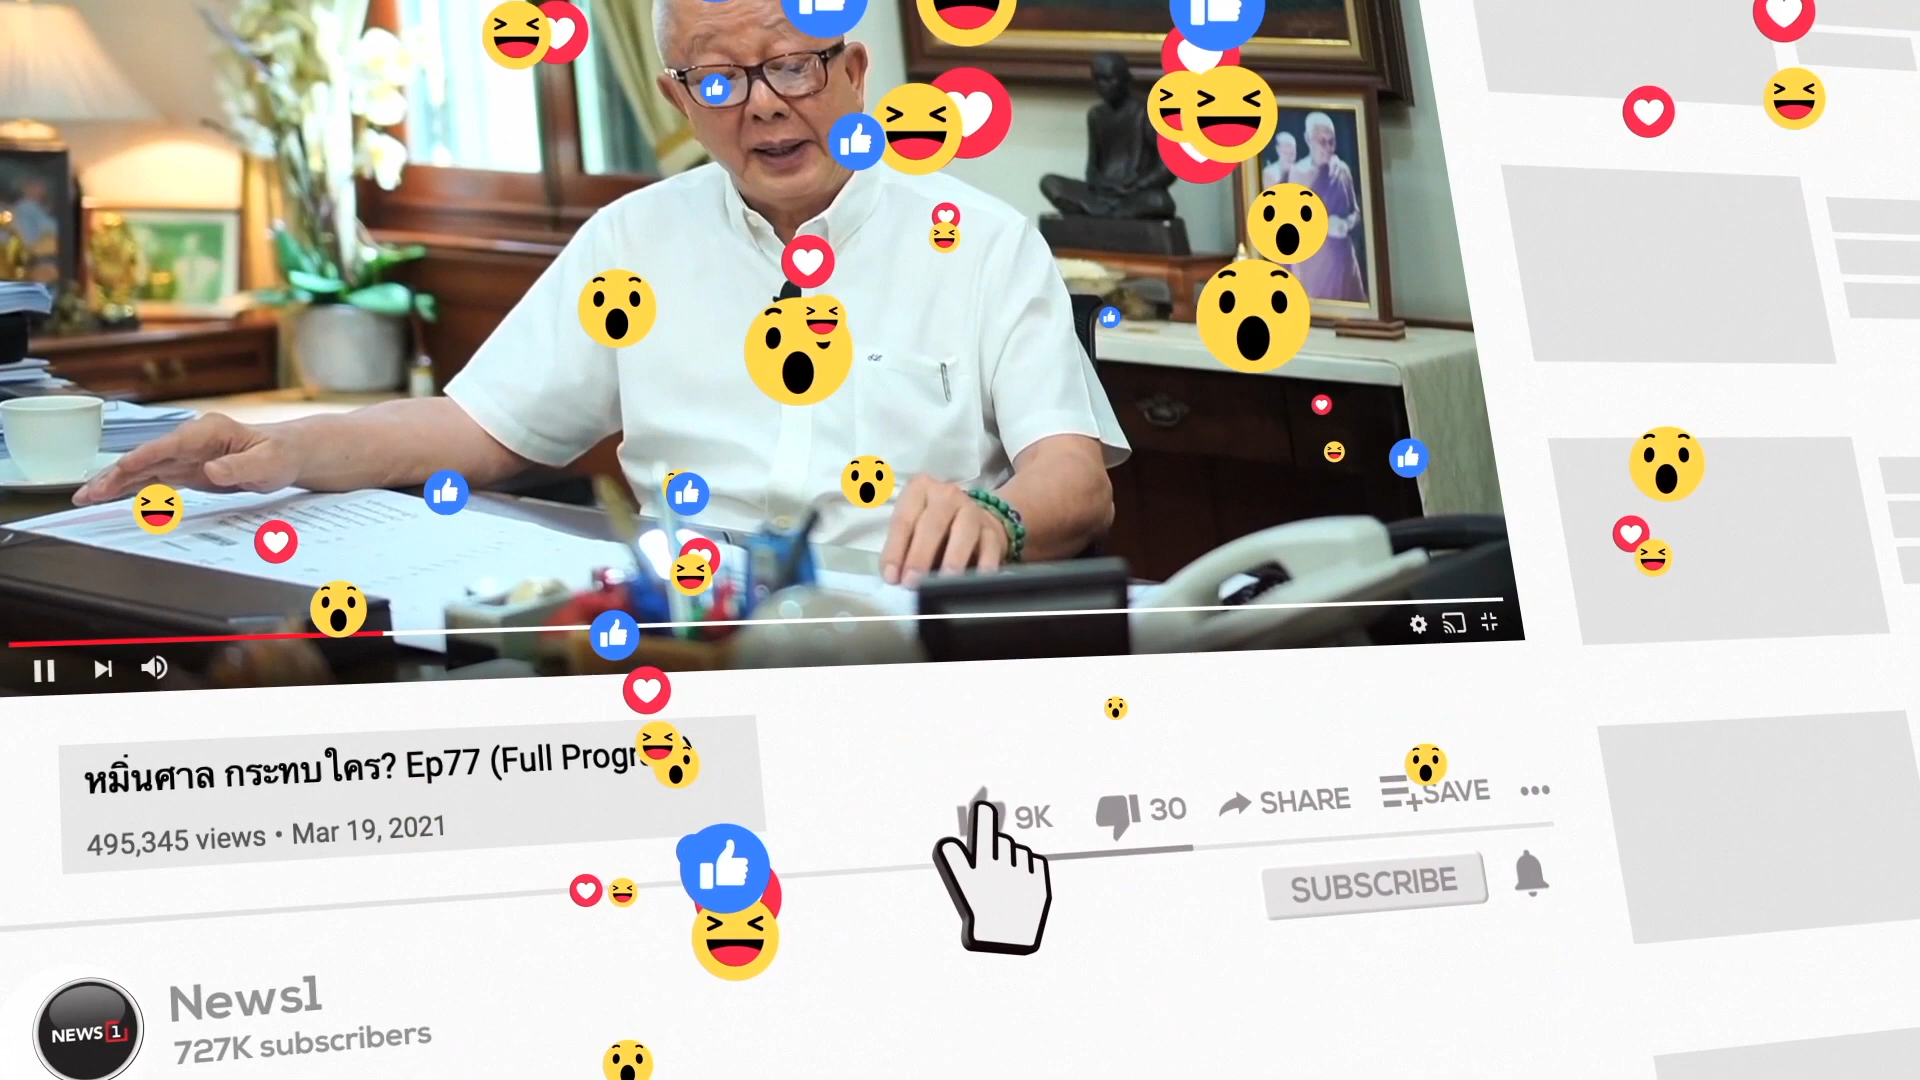 หมิ่นศาล กระทบใคร? Ep77 (Full Progr
495,345 views • Mar 19, 2021
9K
30
SHARE
SAVE
SUBSCRIBE
NEWS 1
News1
727K subscribers